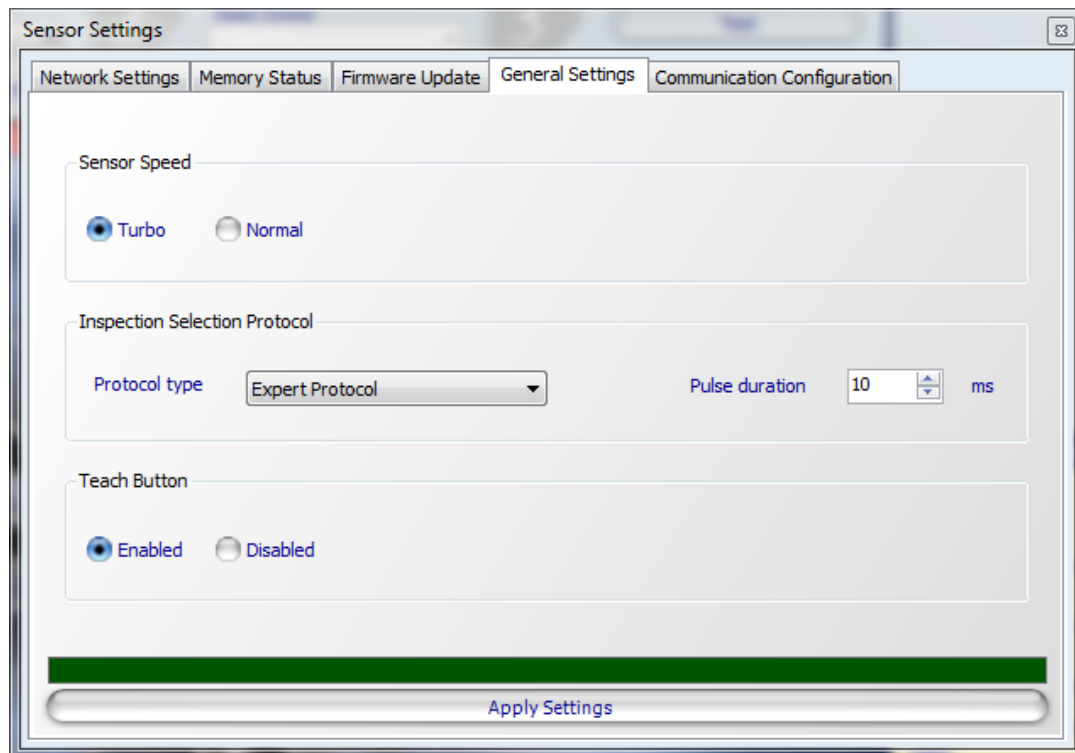 Sensor Settings
Network Settings Memory Status Firmware Update General Settings Communication Configuration
Sensor Speed
Turbo Normal
Inspection Selection Protocol
Protocol type Expert Protocol Pulse duration 10 ms
Teach Button
Enabled Disabled
Apply Settings